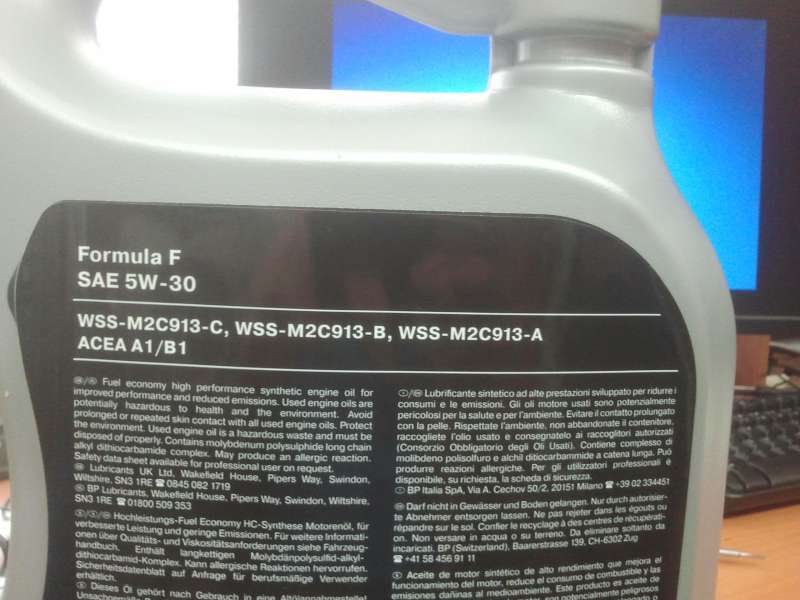 Formula F
SAE 5W-30
WSS-M2C913-C, WSS-M2C913-B, WSS-M2C913-A
ACEA A1/B1
Fuel economy high performance synthetic engine oil for
improved performance and reduced emissions. Used engine oils are
potentially hazardous to health and the environment. Avoid
prolonged or repeated skin contact with all used engine oils. Protect
the environment. Used engine oil is a hazardous waste and must be
disposed of properly. Contains molybdenum polysulphide long chain
alkyl dithiocarbamide complex. May produce an allergic reaction.
Safety data sheet available for professional user on request.
Lubricants UK Ltd. Wakefield House, Pipers Way, Swindon,
Wiltshire, SN3 1RE ☎ 0845 082 1719
BP Lubricants, Wakefield House, Pipers Way, Swindon, Wiltshire,
SN3 1RE ☎ 01800 509 353
Hochleistungs-Fuel Economy HC-Synthese Motorenöl, für
verbesserte Leistung und geringe Emissionen. Für weitere Informati-
onen über Qualitäts- und Viskositätsanforderungen siehe Fahrzeug-
handbuch. Enthält langkettigen Molybdänpolysulfid-alkyl-
dithiocarbamid-Komplex. Kann allergische Reaktionen hervorrufen.
Sicherheitsdatenblatt auf Anfrage für berufsmäßige Verwender
erhältlich.
Dieses Öl gehört nach Gebrauch in eine Altölannahmestelle!
Lubrificante sintetico ad alte prestazioni sviluppato per ridurre i
consumi e le emissioni. Gli oli motore usati sono potenzialmente
pericolosi per la salute e per l'ambiente. Evitare il contatto prolungato
con la pelle. Rispettate l'ambiente, non abbandonate il contenitore,
raccogliete l'olio usato e consegnatelo ai raccoglitori autorizzati
(Consorzio Obbligatorio degli Oli Usati). Contiene complesso di
molibdeno polisolfuro e alchil ditiocarbammide a catena lunga. Può
produrre reazioni allergiche. Per gli utilizzatori professionali è
disponibile, su richiesta, la scheda di sicurezza.
BP Italia SpA, Via A. Cechov 50/2, 20151 Milano ☎ +39 02 334451
Darf nicht in Gewässer und Boden gelangen. Nur durch autorisier-
te Abnehmer entsorgen lassen. Ne pas rejeter dans les égouts ou
répandre sur le sol. Confier le recyclage à des centres de récupérati-
on. Non versare in acqua o su terreno. Da eliminare soltanto da
incaricati. BP (Switzerland), Baarerstrasse 139, CH-6302 Zug
☎ +41 58 456 91 11
Aceite de motor sintético de alto rendimiento que mejora el
funcionamiento del motor, reduce el consumo de combustible y las
emisiones dañinas al medioambiente. Este producto es aceite de